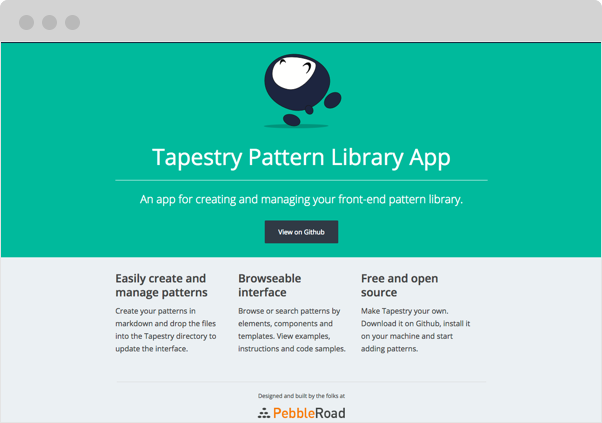 Tapestry Pattern Library App
An app for creating and managing your front-end pattern library.
View on Github
Easily create and
manage patterns
Create your patterns in
markdown and drop the files
into the Tapestry directory to
update the interface.
Browseable
interface
Browse or search patterns by
elements, components and
templates. View examples,
instructions and code samples.
Free and open
source
Make Tapestry your own.
Download it on Github, install it
on your machine and start
adding patterns.
Designed and built by the folks at
PebbleRoad